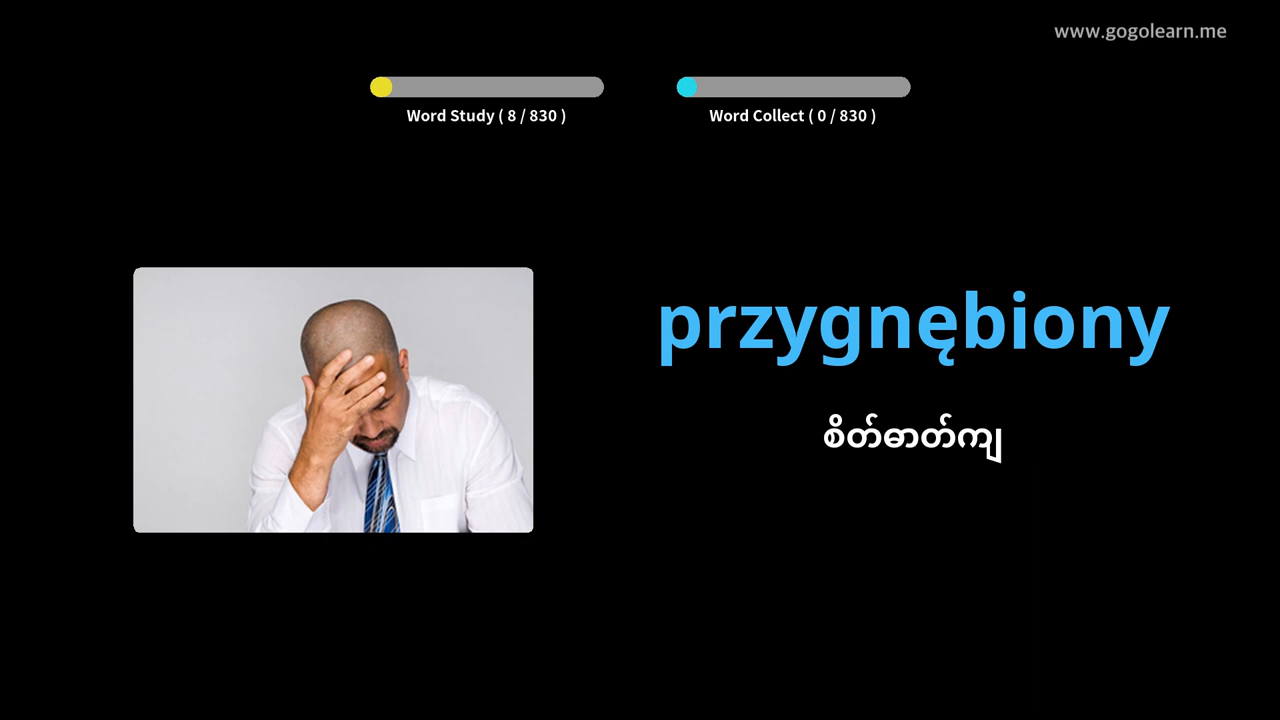 www.gogolearn.me
Word Study ( 8 / 830 )
Word Collect ( 0 / 830 )
przygnębiony
စိတ်ဓာတ်ကျ